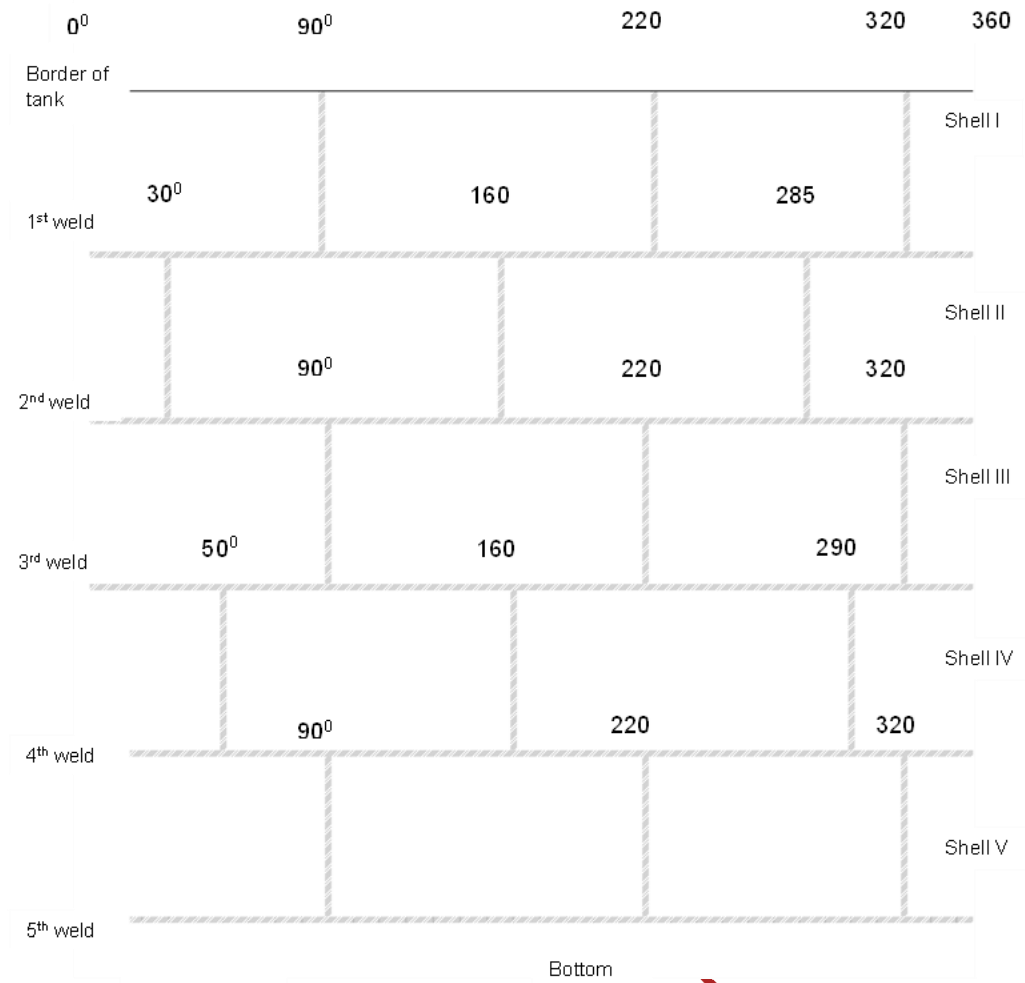 0⁰ 90⁰ 220 320 360
Border of
tank
Shell I
30⁰ 160 285
1st weld
Shell II
90⁰ 220 320
2nd weld
Shell III
50⁰ 160 290
3rd weld
Shell IV
90⁰ 220 320
4th weld
Shell V
5th weld
Bottom